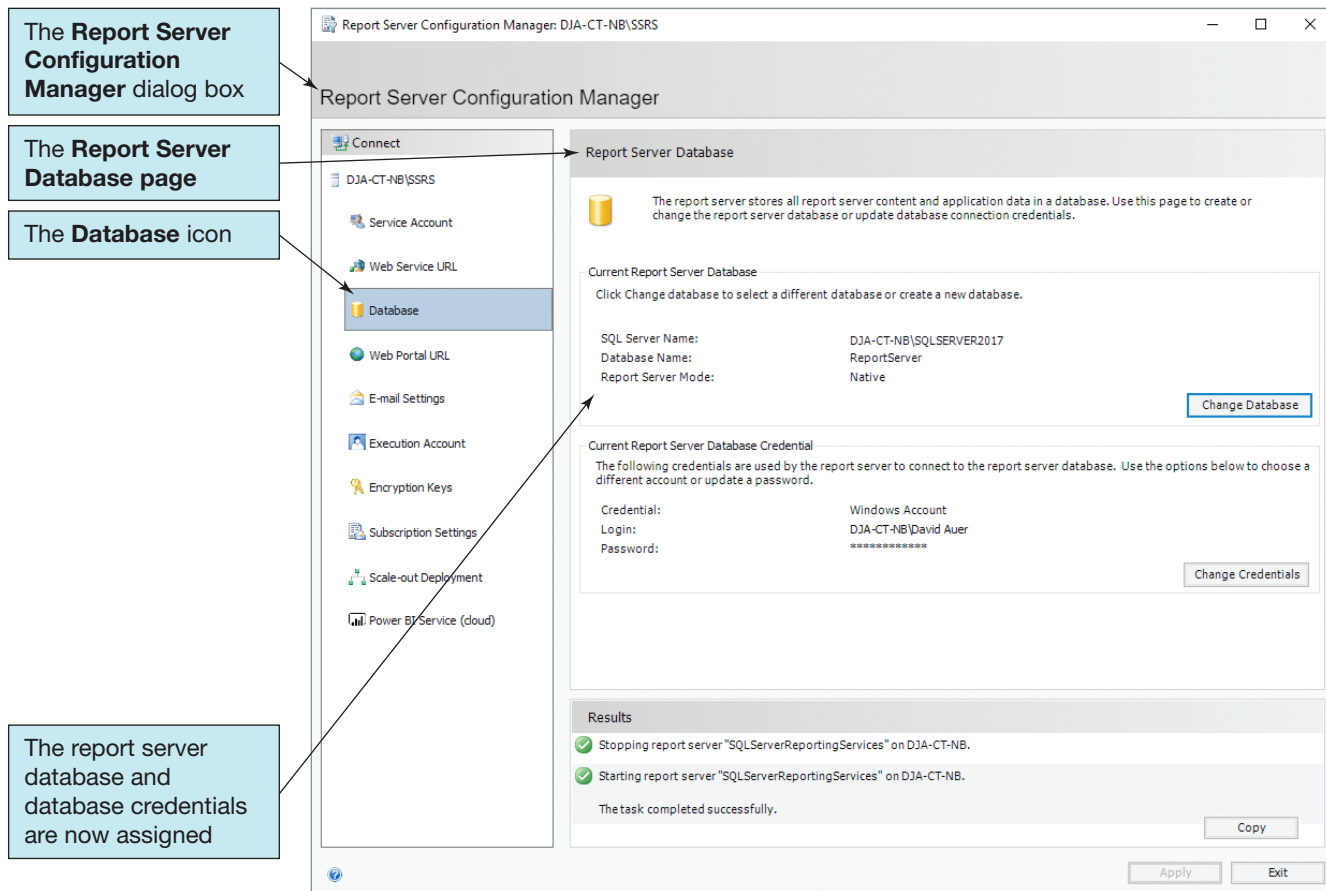 The Report Server
Configuration
Manager dialog box
The Report Server
Database page
The Database icon
The report server
database and
database credentials
are now assigned
Report Server Configuration Manager: DJA-CT-NB\SSRS
Report Server Configuration Manager
Connect
DJA-CT-NB\SSRS
Service Account
Web Service URL
Database
Web Portal URL
E-mail Settings
Execution Account
Encryption Keys
Subscription Settings
Scale-out Deployment
Power BI Service (cloud)
Report Server Database
The report server stores all report server content and application data in a database. Use this page to create or
change the report server database or update database connection credentials.
Current Report Server Database
Click Change database to select a different database or create a new database.
SQL Server Name: DJA-CT-NB\SQLSERVER2017
Database Name: ReportServer
Report Server Mode: Native
Change Database
Current Report Server Database Credential
The following credentials are used by the report server to connect to the report server database. Use the options below to choose a
different account or update a password.
Credential: Windows Account
Login: DJA-CT-NB\David Auer
Password: ************
Change Credentials
Results
Stopping report server "SQLServerReportingServices" on DJA-CT-NB.
Starting report server "SQLServerReportingServices" on DJA-CT-NB.
The task completed successfully.
Copy
Apply
Exit